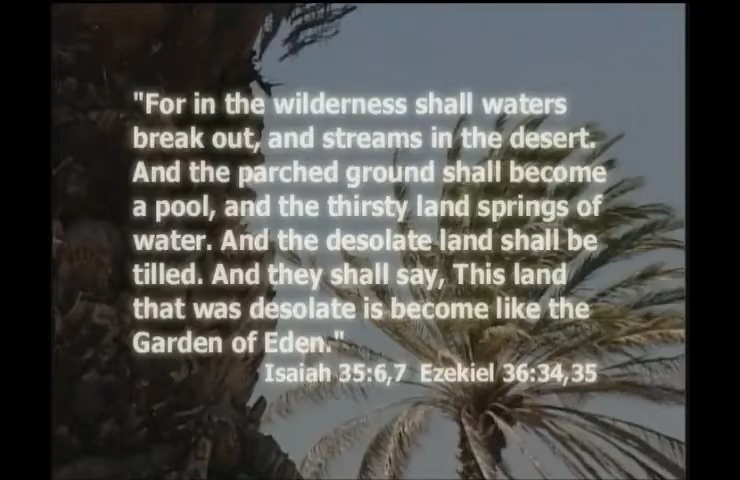 "For in the wilderness shall waters
break out, and streams in the desert.
And the parched ground shall become
a pool, and the thirsty land springs of
water. And the desolate land shall be
tilled. And they shall say, This land
that was desolate is become like the
Garden of Eden."
Isaiah 35:6,7 Ezekiel 36:34,35